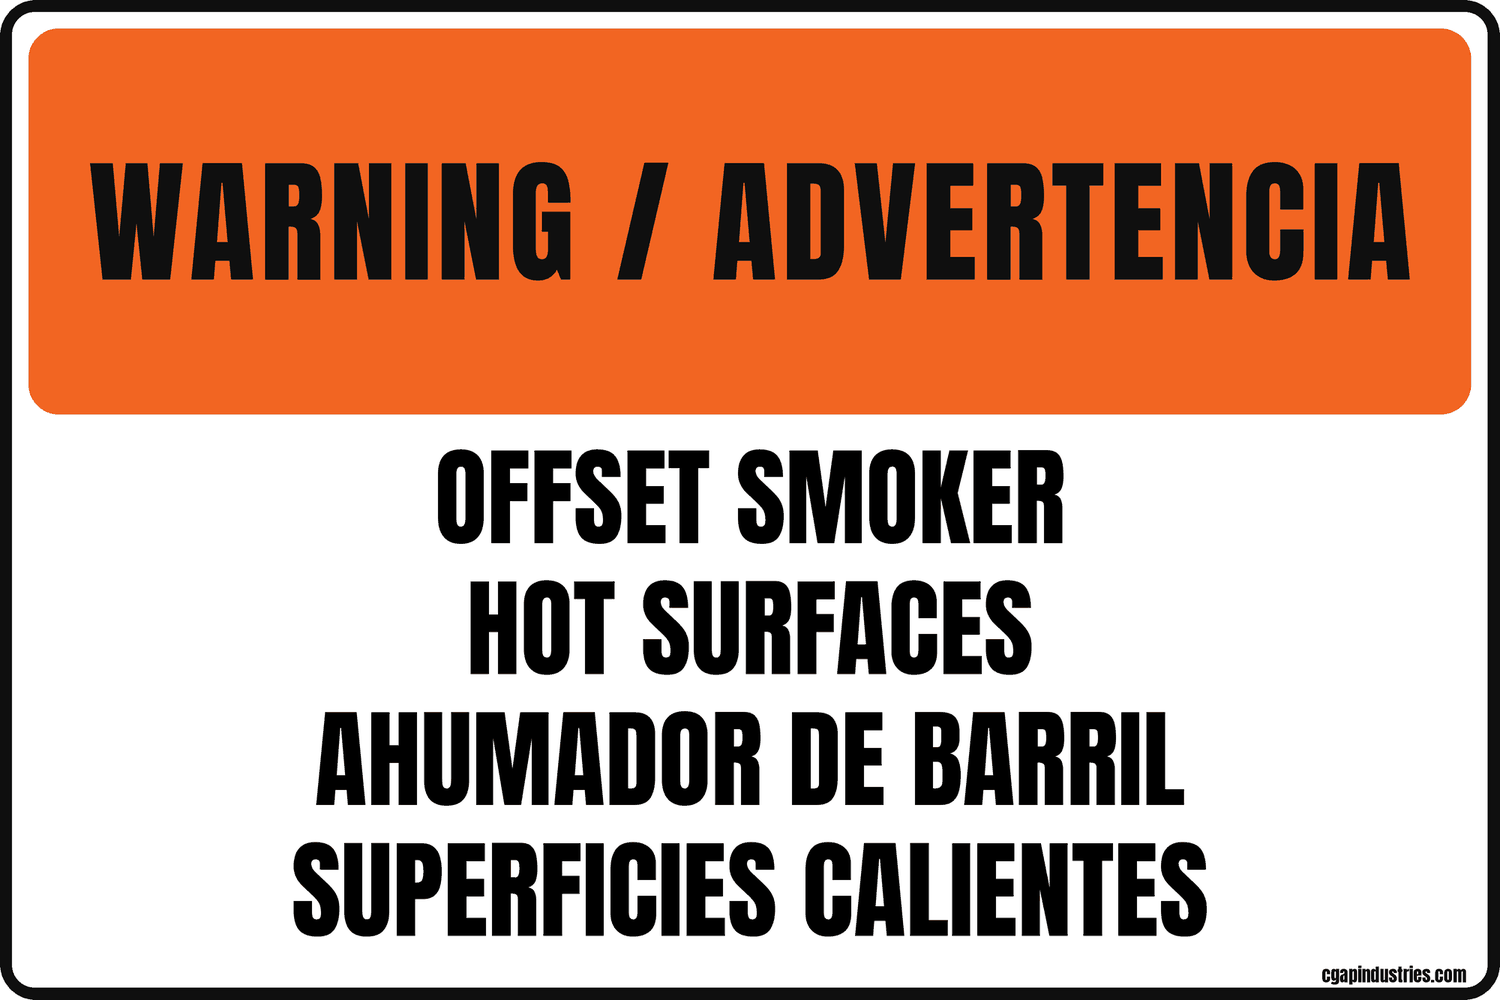 WARNING / ADVERTENCIA
OFFSET SMOKER
HOT SURFACES
AHUMADOR DE BARRIL
SUPERFICIES CALIENTES
cgapindustries.com